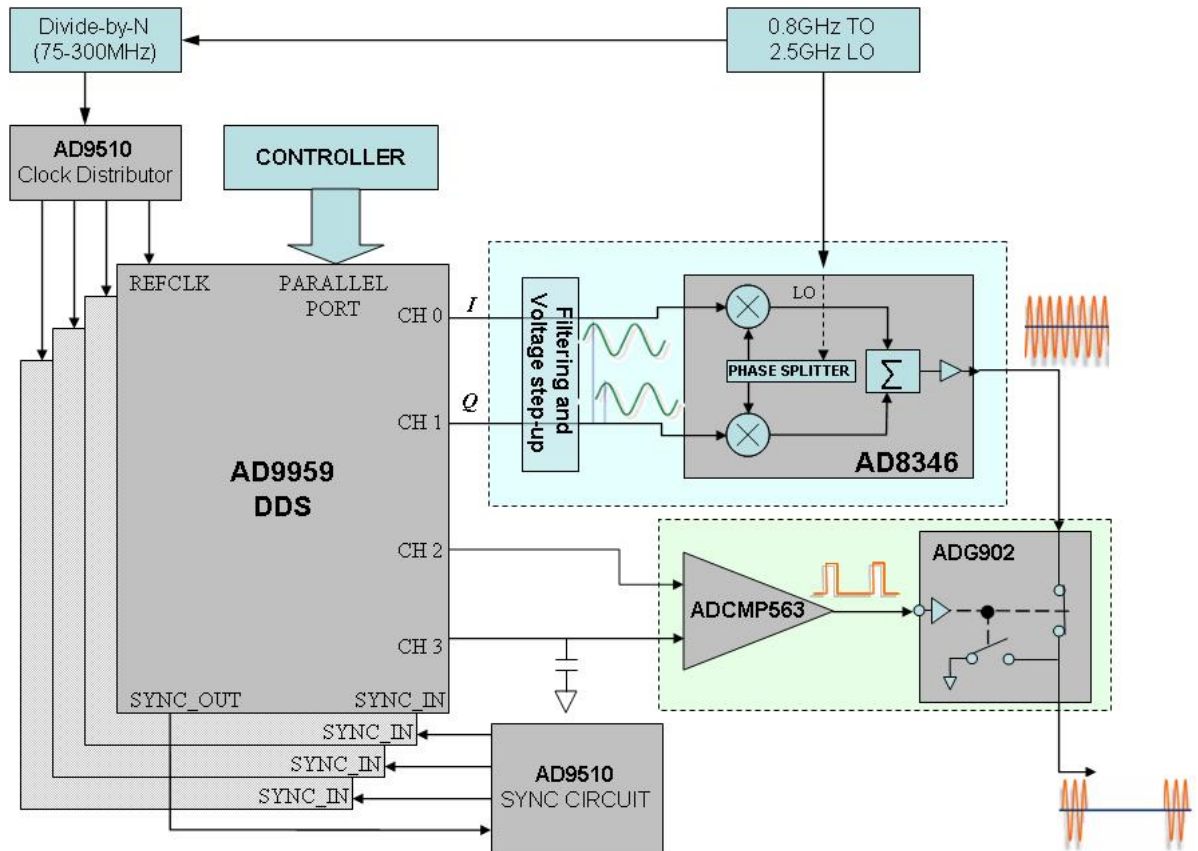 Divide-by-N
(75-300MHz)
0.8GHz TO
2.5GHz LO
AD9510
Clock Distributor
CONTROLLER
REFCLK
PARALLEL
PORT
CH 0
I
Filtering and
Voltage step-up
LO
PHASE SPLITTER
Σ
Q
CH 1
AD8346
AD9959
DDS
CH 2
ADCMP563
ADG902
CH 3
SYNC_OUT
SYNC_IN
SYNC_IN
SYNC_IN
SYNC_IN
AD9510
SYNC CIRCUIT